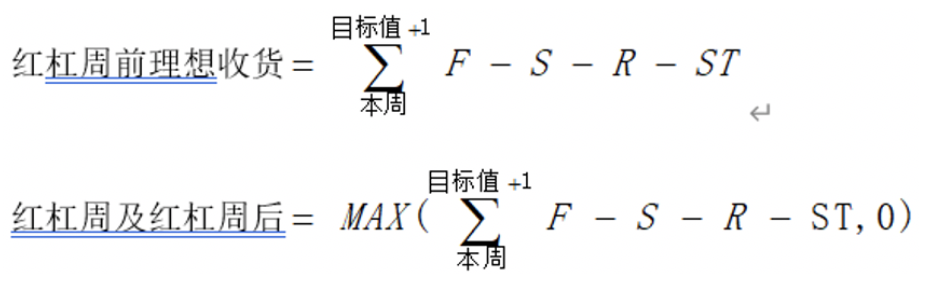 目标值 +1
红杠周前理想收货 = ∑ F - S - R - ST
本周
↵
目标值 +1
红杠周及红杠周后 = MAX(∑ F - S - R - ST,0)
本周